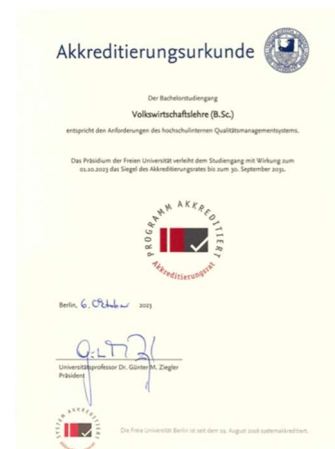 Akkreditierungsurkunde
Der Bachelorstudiengang
Volkswirtschaftslehre (B.Sc.)
entspricht den Anforderungen des hochschulinternen Qualitätsmanagementsystems.
Das Präsidium der Freien Universität verleiht dem Studiengang mit Wirkung zum
01.10.2023 das Siegel des Akkreditierungsrates bis zum 30. September 2031.
PROGRAMM AKKREDITIERT
Akkreditierungsrat
Berlin, 6. Oktober 2023
Universitätsprofessor Dr. Günter M. Ziegler
Präsident
SYSTEM AKKREDITIERT
Akkreditierungsrat
Die Freie Universität Berlin ist seit dem 29. August 2016 systemakkreditiert.